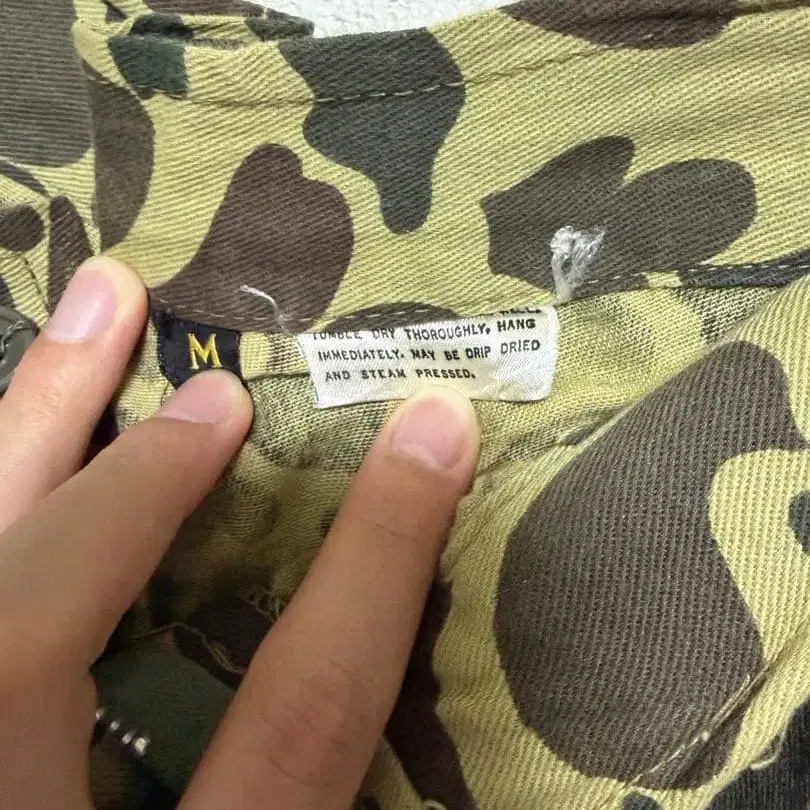 M
TUMBLE DRY THOROUGHLY, HANG
IMMEDIATELY. MAY BE DRIP DRIED
AND STEAM PRESSED.